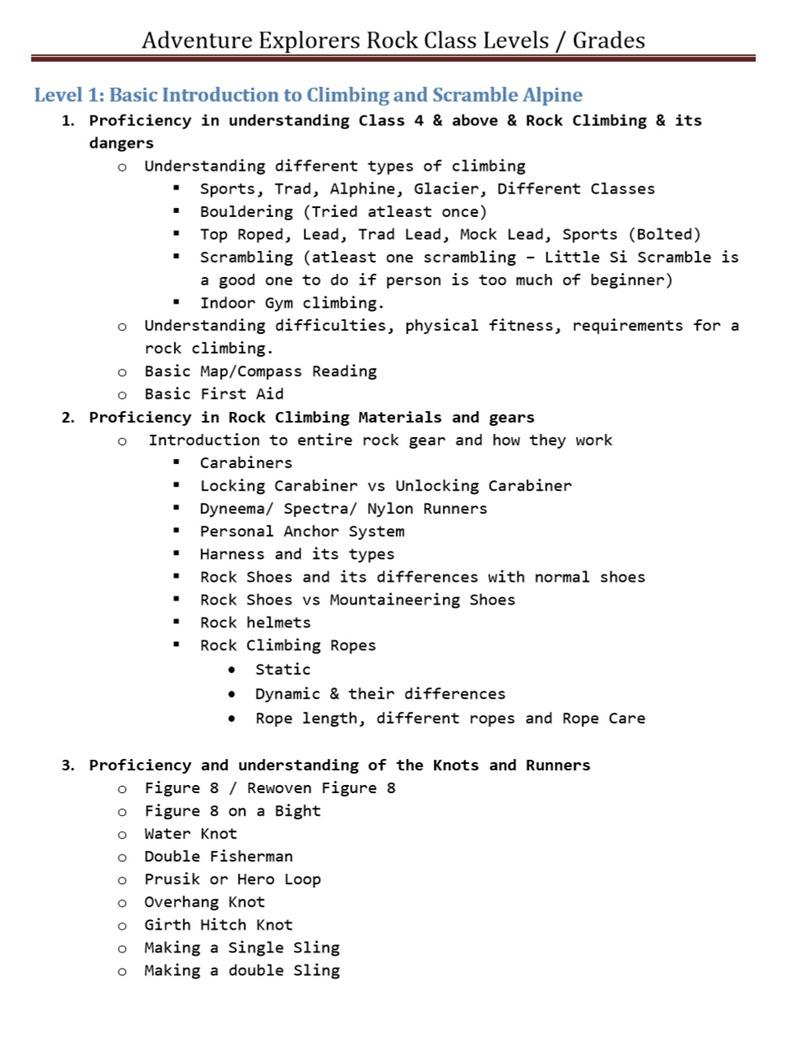 Adventure Explorers Rock Class Levels / Grades
Level 1: Basic Introduction to Climbing and Scramble Alpine
1. Proficiency in understanding Class 4 & above & Rock Climbing & its
dangers
o Understanding different types of climbing
▪ Sports, Trad, Alphine, Glacier, Different Classes
▪ Bouldering (Tried atleast once)
▪ Top Roped, Lead, Trad Lead, Mock Lead, Sports (Bolted)
▪ Scrambling (atleast one scrambling – Little Si Scramble is
a good one to do if person is too much of beginner)
▪ Indoor Gym climbing.
o Understanding difficulties, physical fitness, requirements for a
rock climbing.
o Basic Map/Compass Reading
o Basic First Aid
2. Proficiency in Rock Climbing Materials and gears
o Introduction to entire rock gear and how they work
▪ Carabiners
▪ Locking Carabiner vs Unlocking Carabiner
▪ Dyneema/ Spectra/ Nylon Runners
▪ Personal Anchor System
▪ Harness and its types
▪ Rock Shoes and its differences with normal shoes
▪ Rock Shoes vs Mountaineering Shoes
▪ Rock helmets
▪ Rock Climbing Ropes
• Static
• Dynamic & their differences
• Rope length, different ropes and Rope Care
3. Proficiency and understanding of the Knots and Runners
o Figure 8 / Rewoven Figure 8
o Figure 8 on a Bight
o Water Knot
o Double Fisherman
o Prusik or Hero Loop
o Overhang Knot
o Girth Hitch Knot
o Making a Single Sling
o Making a double Sling